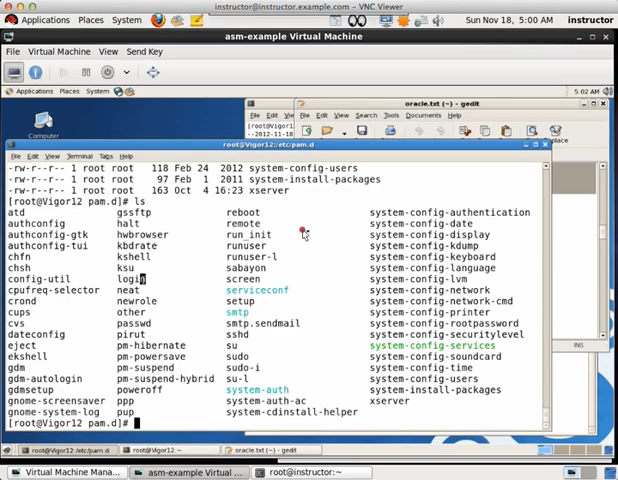 instructor@instructor.example.com - VNC Viewer
Applications Places System
Sun Nov 18, 5:00 AM instructor
asm-example Virtual Machine
File Virtual Machine View Send Key
Applications Places System
5:02 AM
Computer
oracle.txt (~) - gedit
File Edit View Search Tools Documents Help
root@Vigor12:/etc/pam.d
File Edit View Terminal Tabs Help
-rw-r--r-- 1 root root 118 Feb 24 2012 system-config-users
-rw-r--r-- 1 root root 97 Feb 1 2011 system-install-packages
-rw-r--r-- 1 root root 163 Oct 4 16:23 xserver
[root@Vigor12 pam.d]# ls
atd gssftp reboot system-config-authentication
authconfig halt remote system-config-date
authconfig-gtk hwbrowser run_init system-config-display
authconfig-tui kbdrate runuser system-config-kdump
chfn kshell runuser-l system-config-keyboard
chsh ksu sabayon system-config-language
config-util login screen system-config-lvm
cpufreq-selector neat serviceconf system-config-network
crond newrole setup system-config-network-cmd
cups other smtp system-config-printer
cvs passwd smtp.sendmail system-config-rootpassword
dateconfig pirut sshd system-config-securitylevel
eject pm-hibernate su system-config-services
ekshell pm-powersave sudo system-config-soundcard
gdm pm-suspend sudo-i system-config-time
gdm-autologin pm-suspend-hybrid su-l system-config-users
gdmsetup poweroff system-auth system-install-packages
gnome-screensaver ppp system-auth-ac xserver
gnome-system-log pup system-cdinstall-helper
[root@Vigor12 pam.d]#
INS
root@Vigor12:/etc/pam.d
root@Vigor12:~
oracle.txt (~) - gedit
Virtual Machine Mana...
asm-example Virtual ...
root@instructor:~